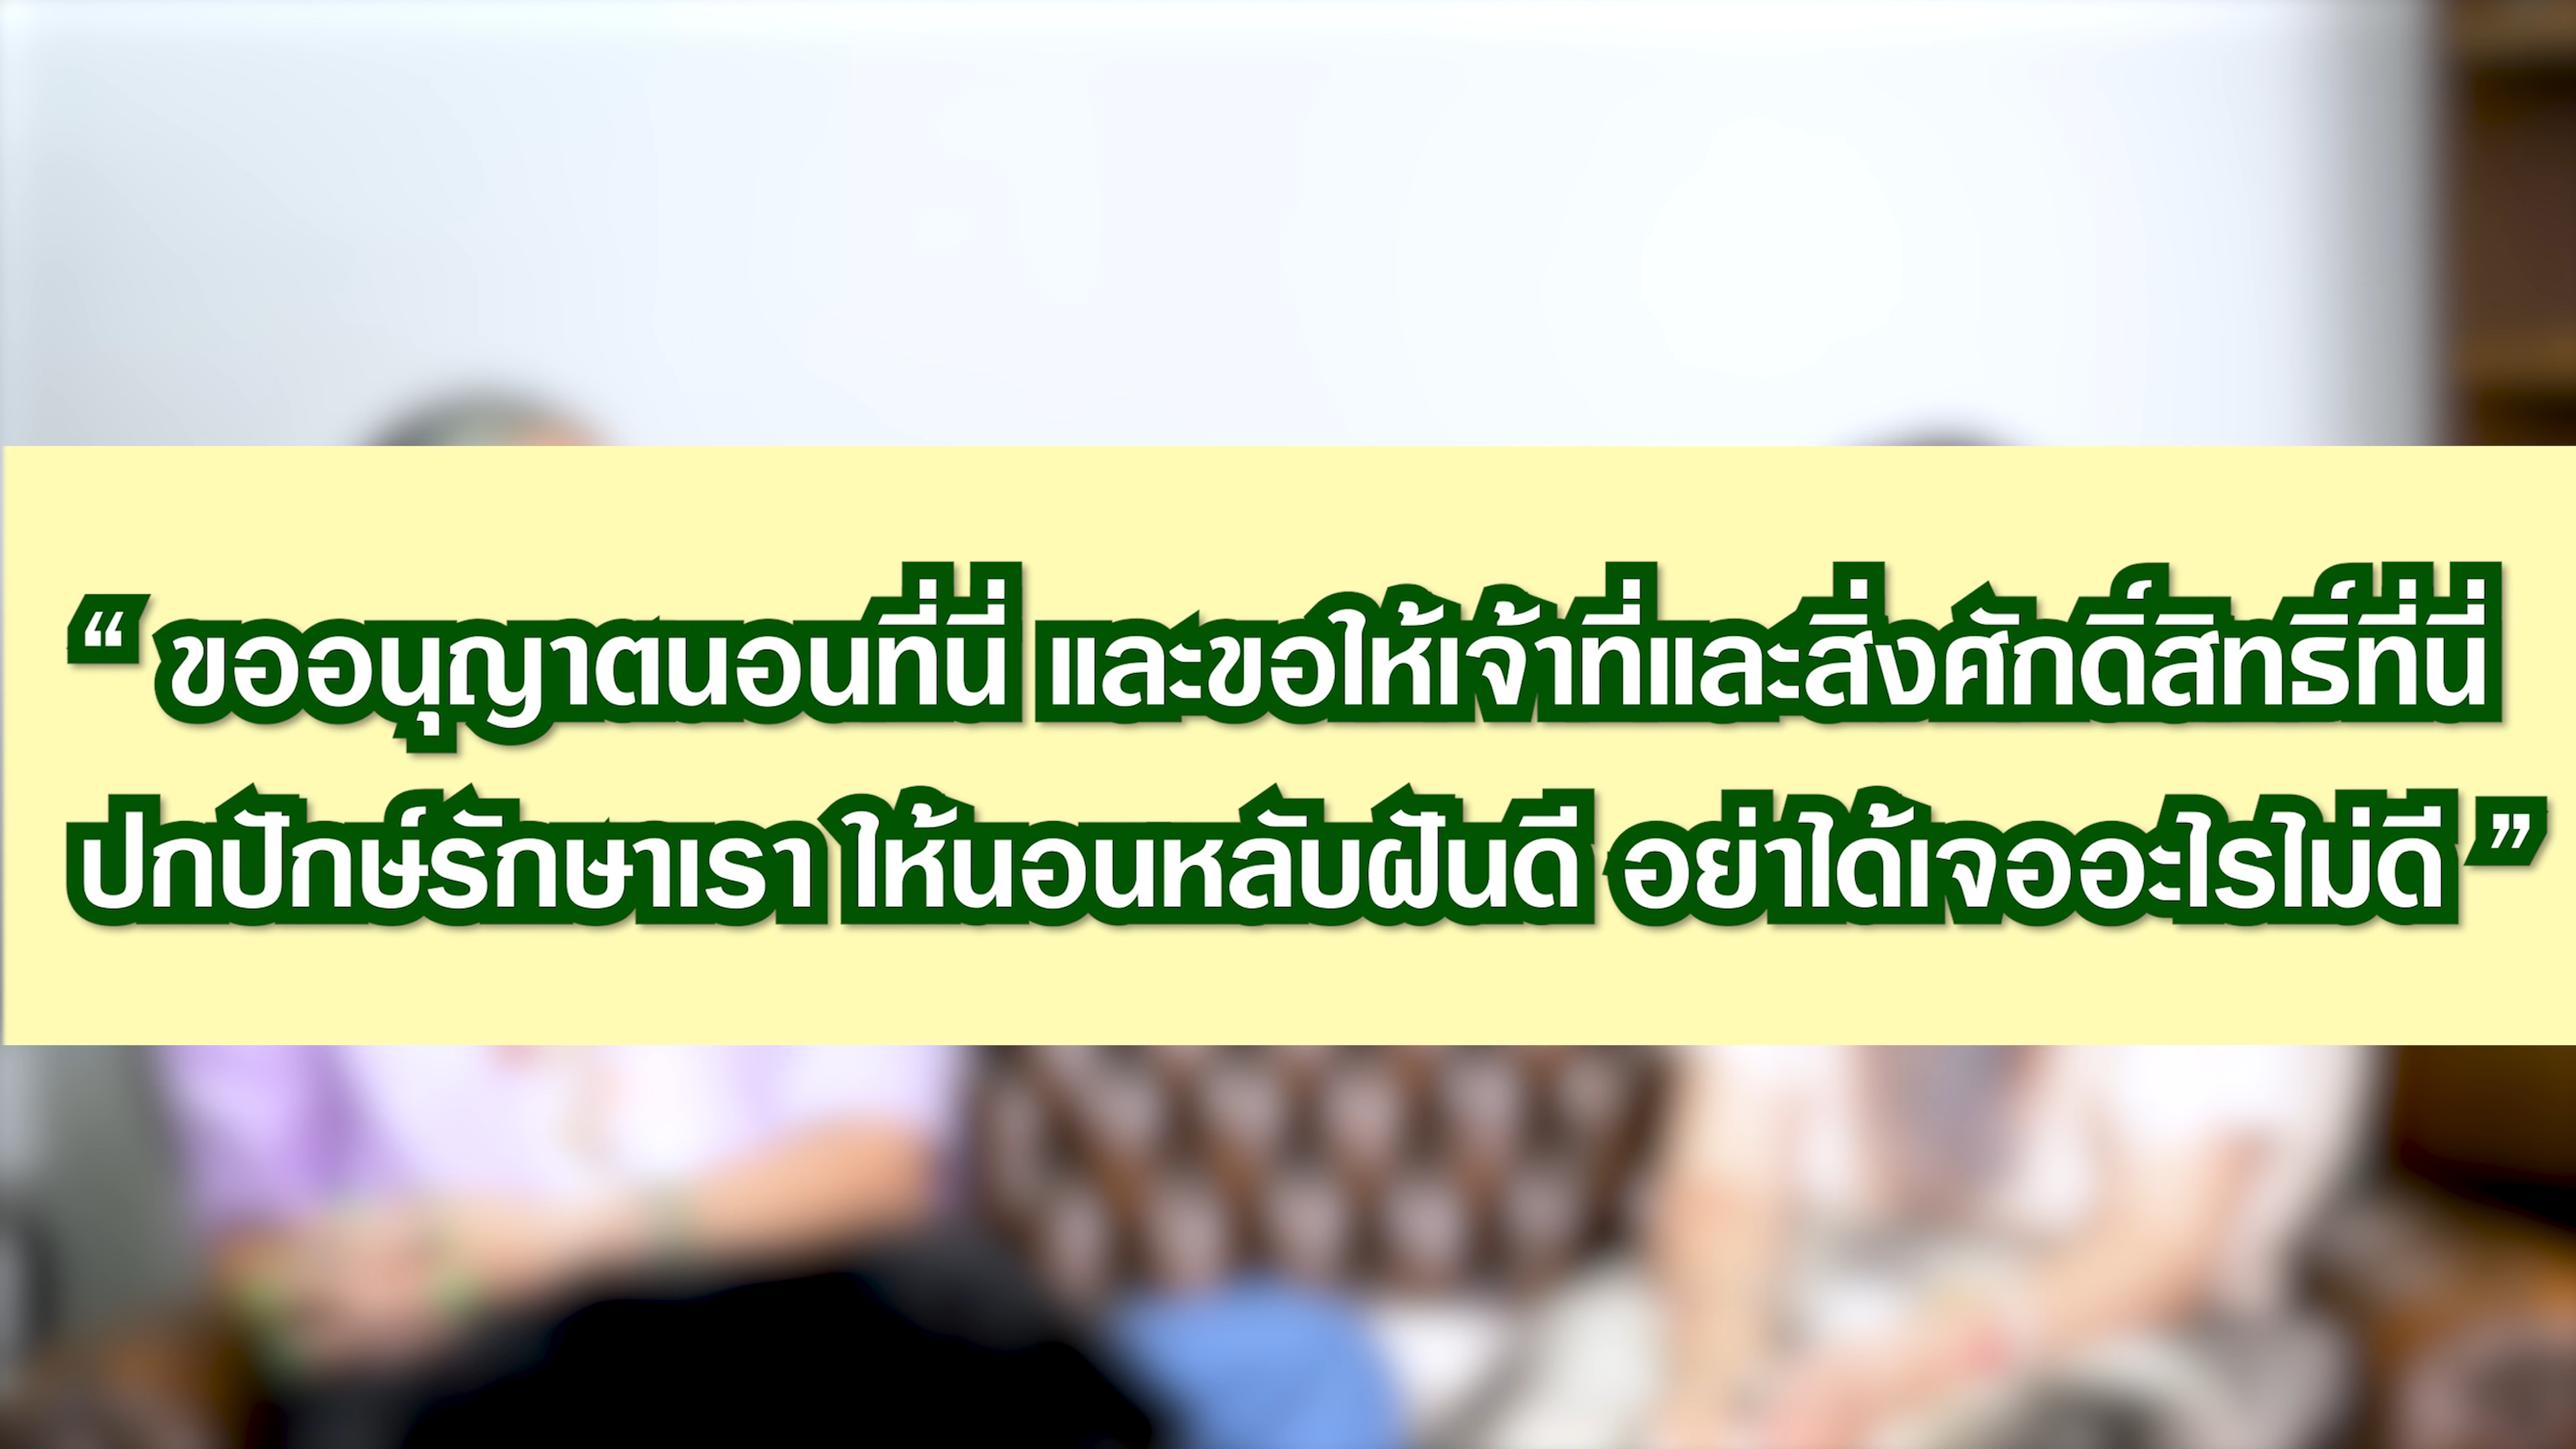 “ ขออนุญาตนอนที่นี่ และขอให้เจ้าที่และสิ่งศักดิ์สิทธิ์ที่นี่
ปกปักษ์รักษาเรา ให้นอนหลับฝันดี อย่าได้เจออะไรไม่ดี ”